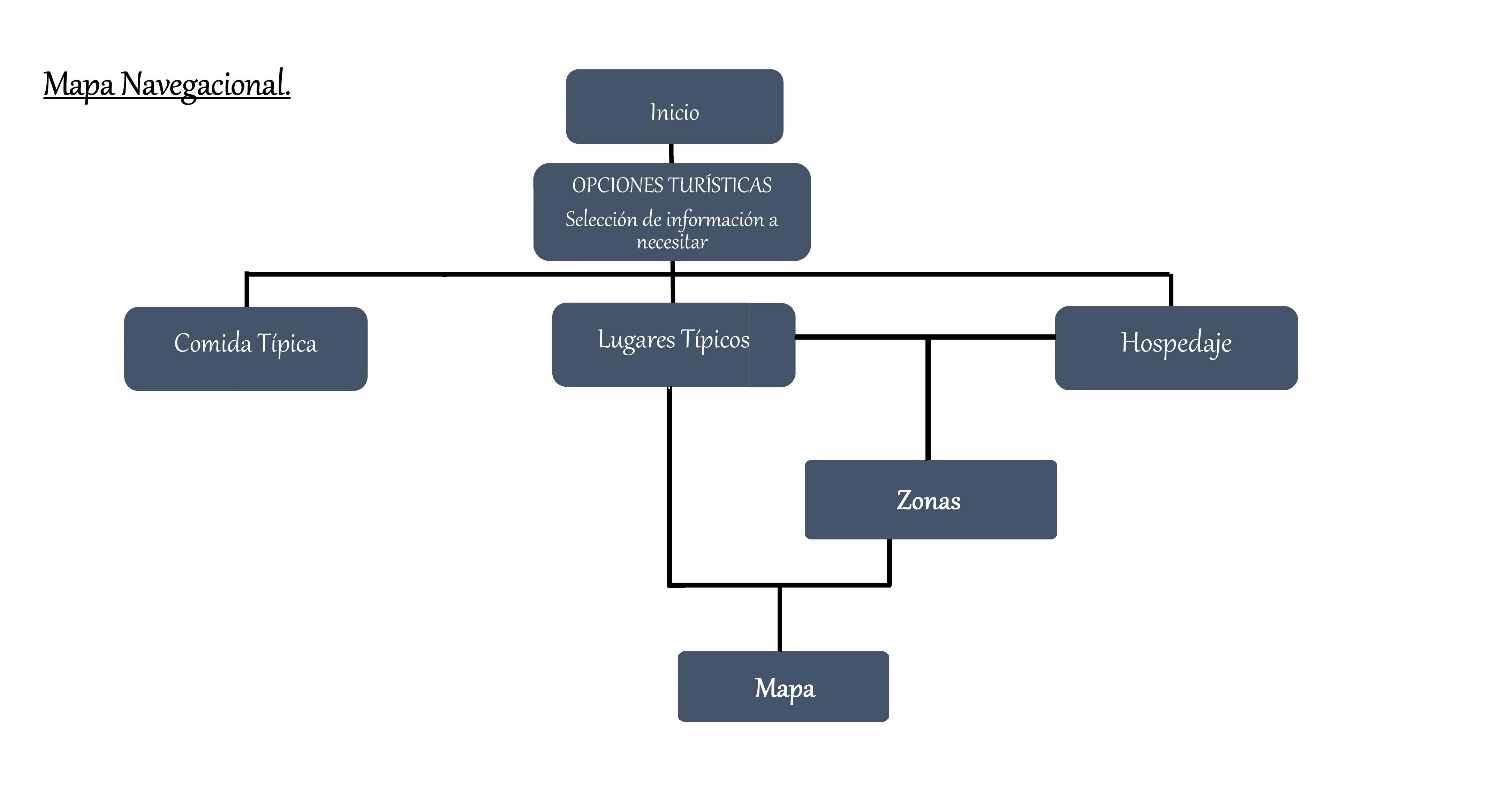 Mapa Navegacional.
Inicio
OPCIONES TURÍSTICAS
Selección de información a
necesitar
Comida Típica
Lugares Típicos
Hospedaje
Zonas
Mapa